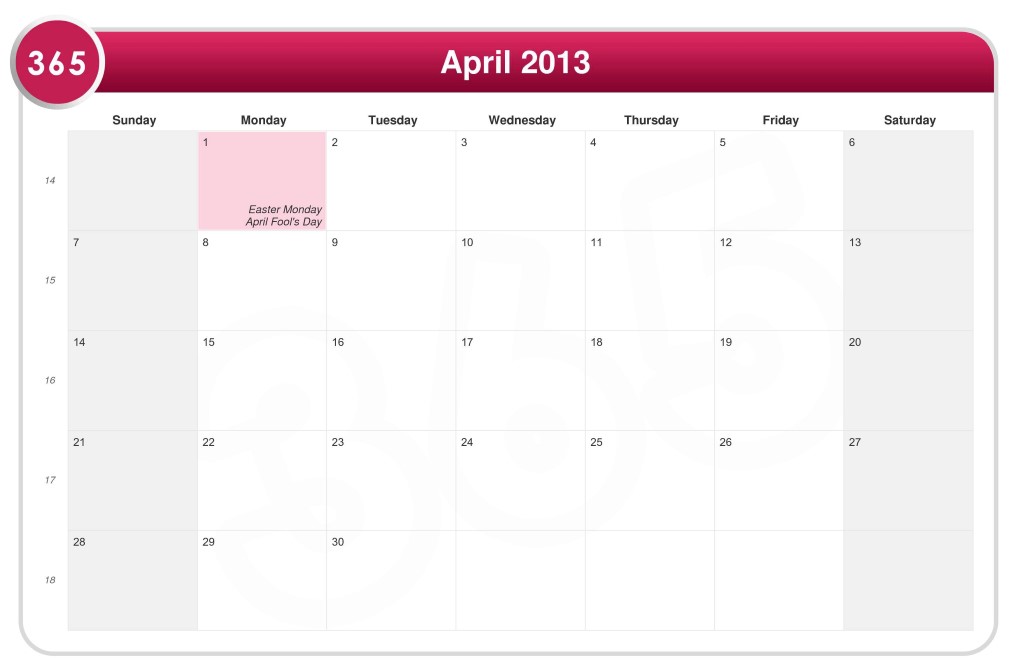 365
April 2013
Sunday Monday Tuesday Wednesday Thursday Friday Saturday
1 2 3 4 5 6
14
Easter Monday
April Fool's Day
7 8 9 10 11 12 13
15
14 15 16 17 18 19 20
16
21 22 23 24 25 26 27
17
28 29 30
18
365